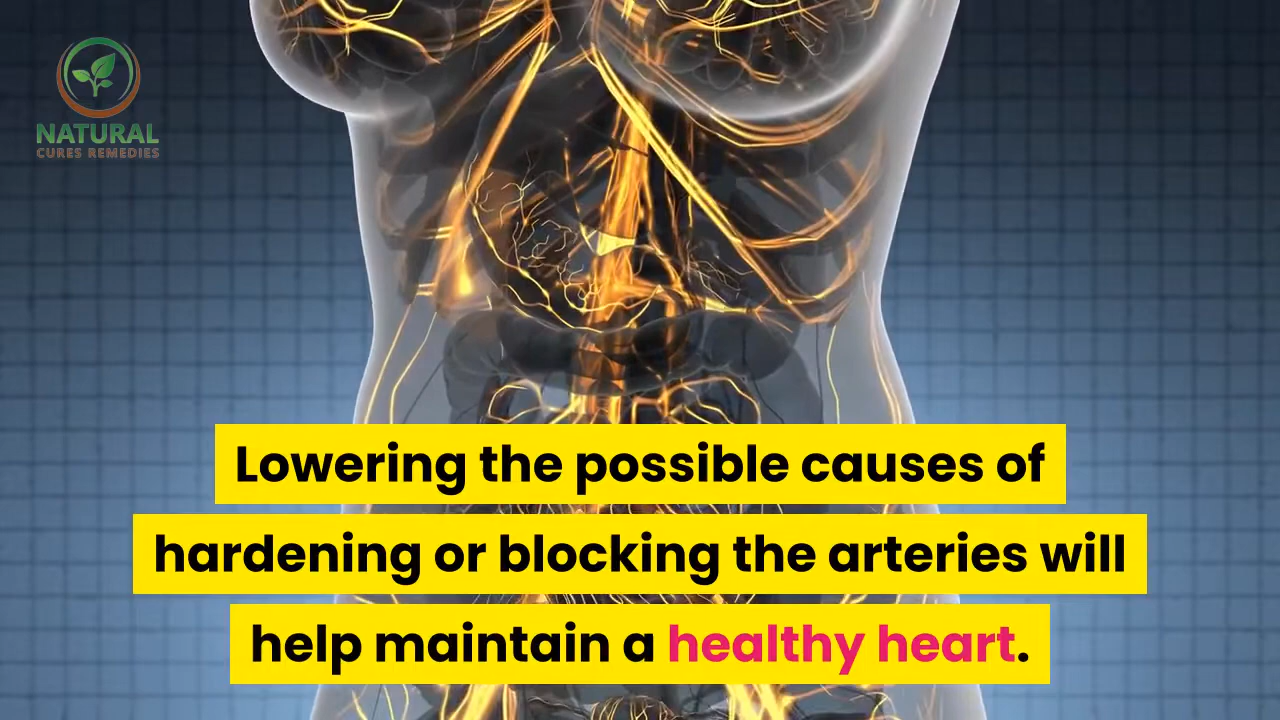 NATURAL
CURES REMEDIES
Lowering the possible causes of
hardening or blocking the arteries will
help maintain a healthy heart.